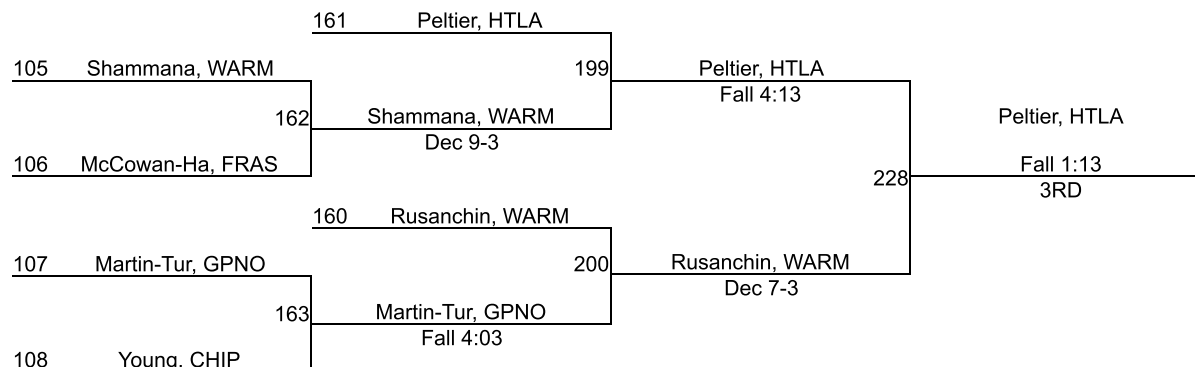 161 Peltier, HTLA
105 Shammana, WARM
199 Peltier, HTLA
Fall 4:13
162 Shammana, WARM
Dec 9-3
Peltier, HTLA
106 McCowan-Ha, FRAS
Fall 1:13
228
3RD
160 Rusanchin, WARM
107 Martin-Tur, GPNO
200 Rusanchin, WARM
Dec 7-3
163 Martin-Tur, GPNO
Fall 4:03
108 Young, CHIP